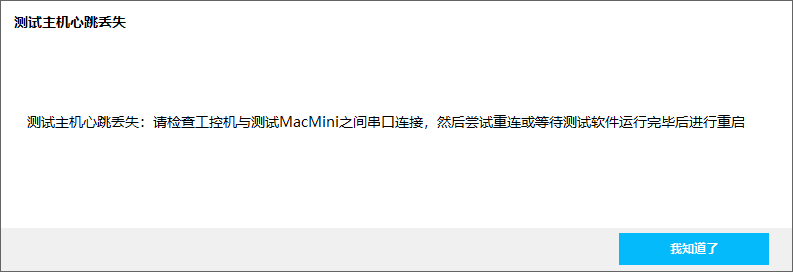 测试主机心跳丢失
测试主机心跳丢失：请检查工控机与测试MacMini之间串口连接，然后尝试重连或等待测试软件运行完毕后进行重启
我知道了